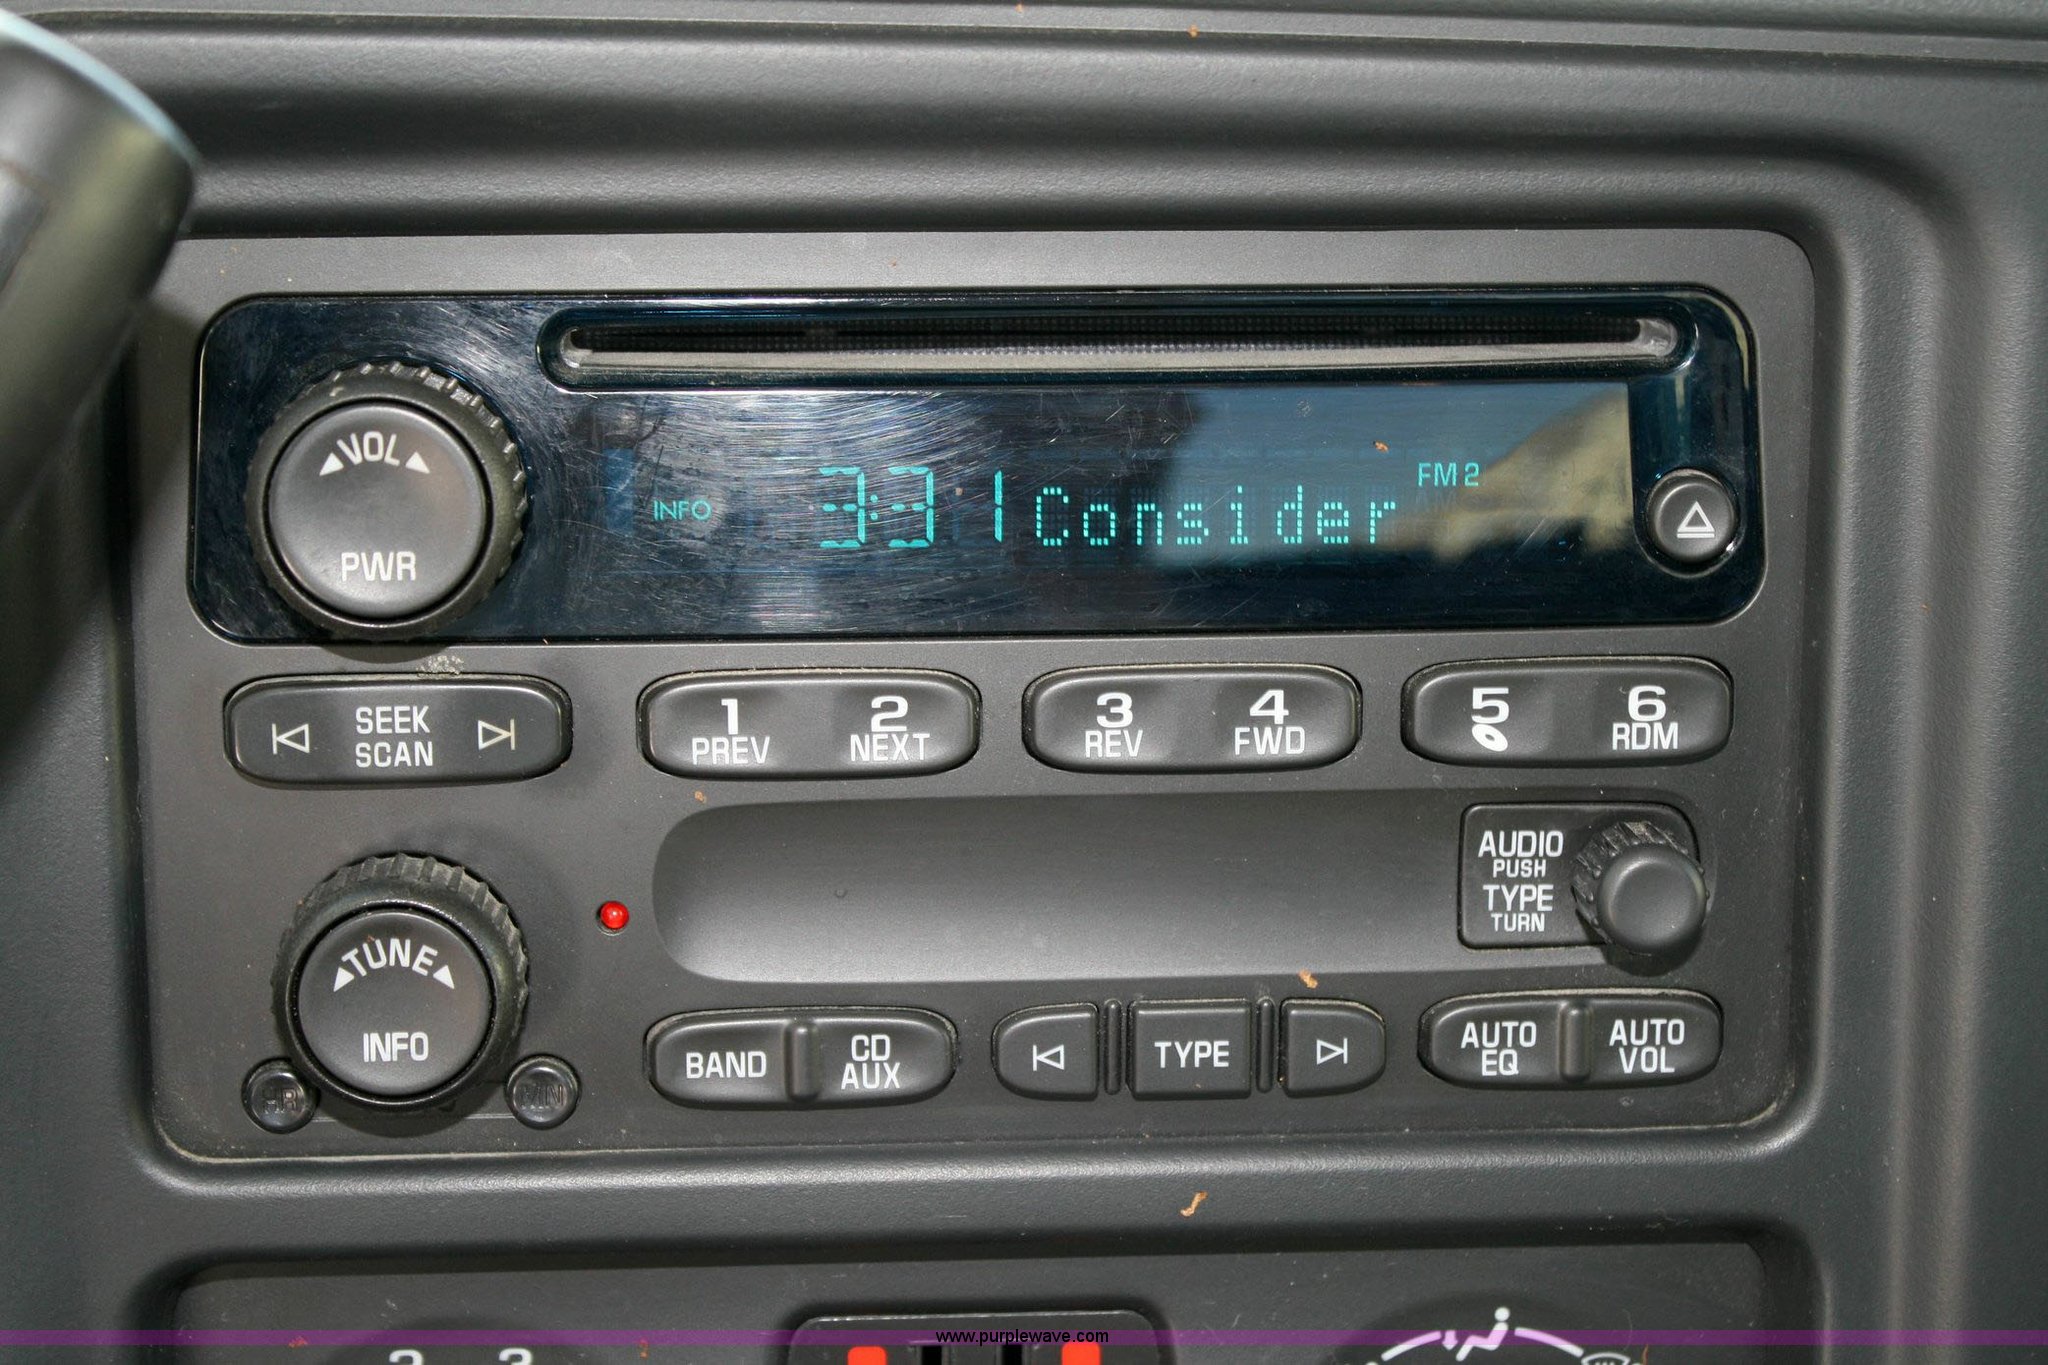 VOL
PWR
INFO
3:31
Consider
FM2
SEEK
SCAN
1
PREV
2
NEXT
3
REV
4
FWD
5
6
RDM
AUDIO
PUSH
TYPE
TURN
TUNE
INFO
HR
MN
BAND
CD
AUX
TYPE
AUTO
EQ
AUTO
VOL
www.purplewave.com
2
3